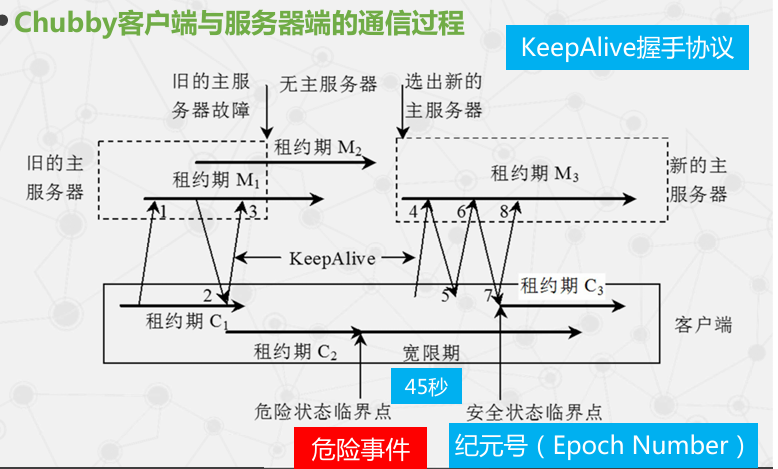 Chubby客户端与服务器端的通信过程
KeepAlive握手协议
旧的主服
务器故障
无主服务器
选出新的
主服务器
旧的主
服务器
租约期 M2
租约期 M1
租约期 M3
新的主
服务器
1
3
4
6
8
KeepAlive
2
5
7
租约期 C1
租约期 C3
客户端
租约期 C2
宽限期
45秒
危险状态临界点
安全状态临界点
危险事件
纪元号（Epoch Number）